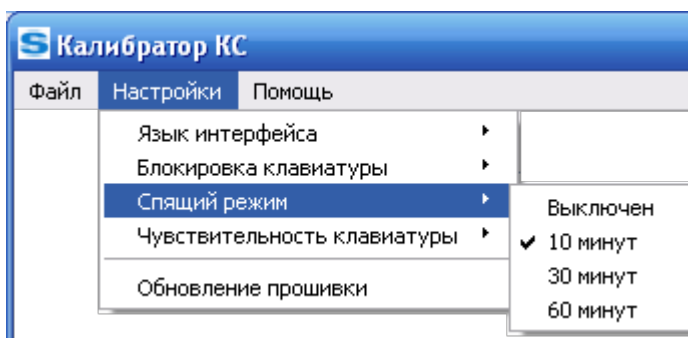 S Калибратор КС
Файл Настройки Помощь
Язык интерфейса
Блокировка клавиатуры
Спящий режим
Чувствительность клавиатуры
Обновление прошивки
Выключен
10 минут
30 минут
60 минут